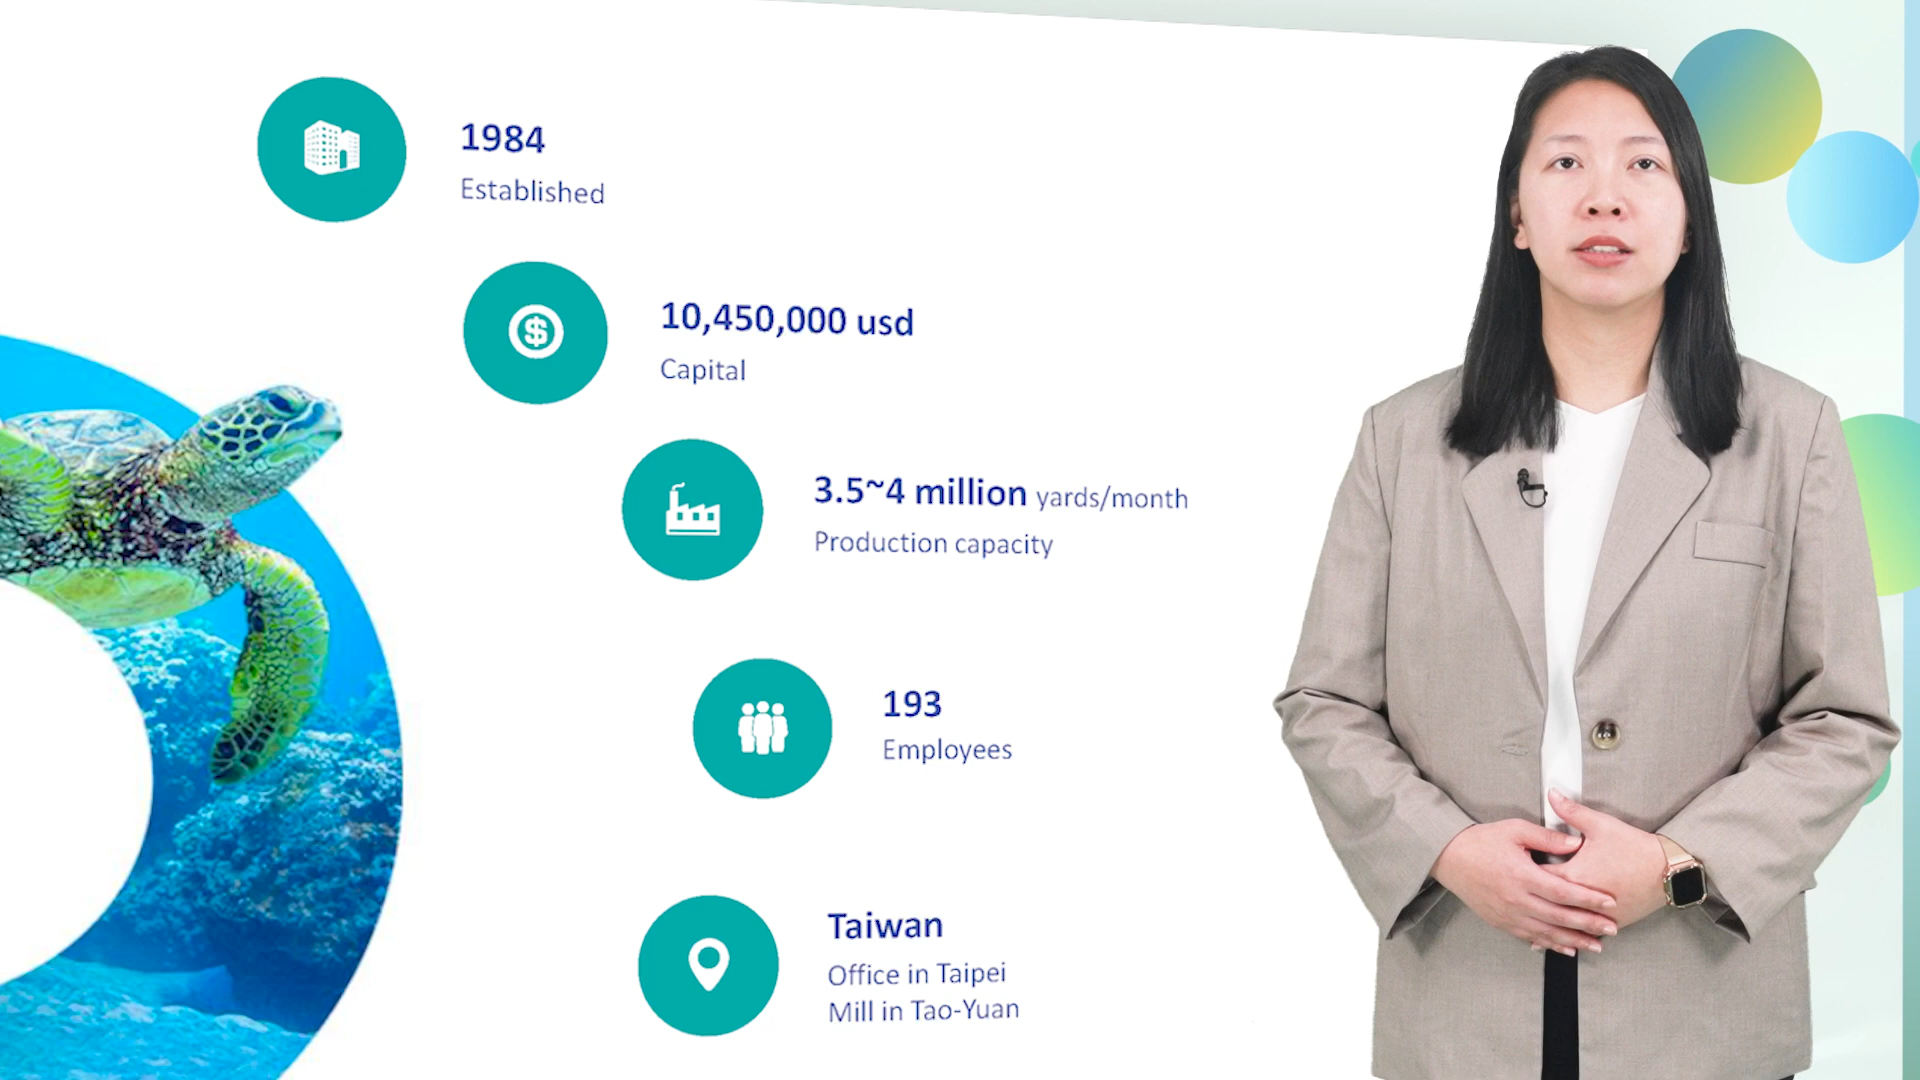 1984
Established
10,450,000 usd
Capital
3.5~4 million yards/month
Production capacity
193
Employees
Taiwan
Office in Taipei
Mill in Tao-Yuan